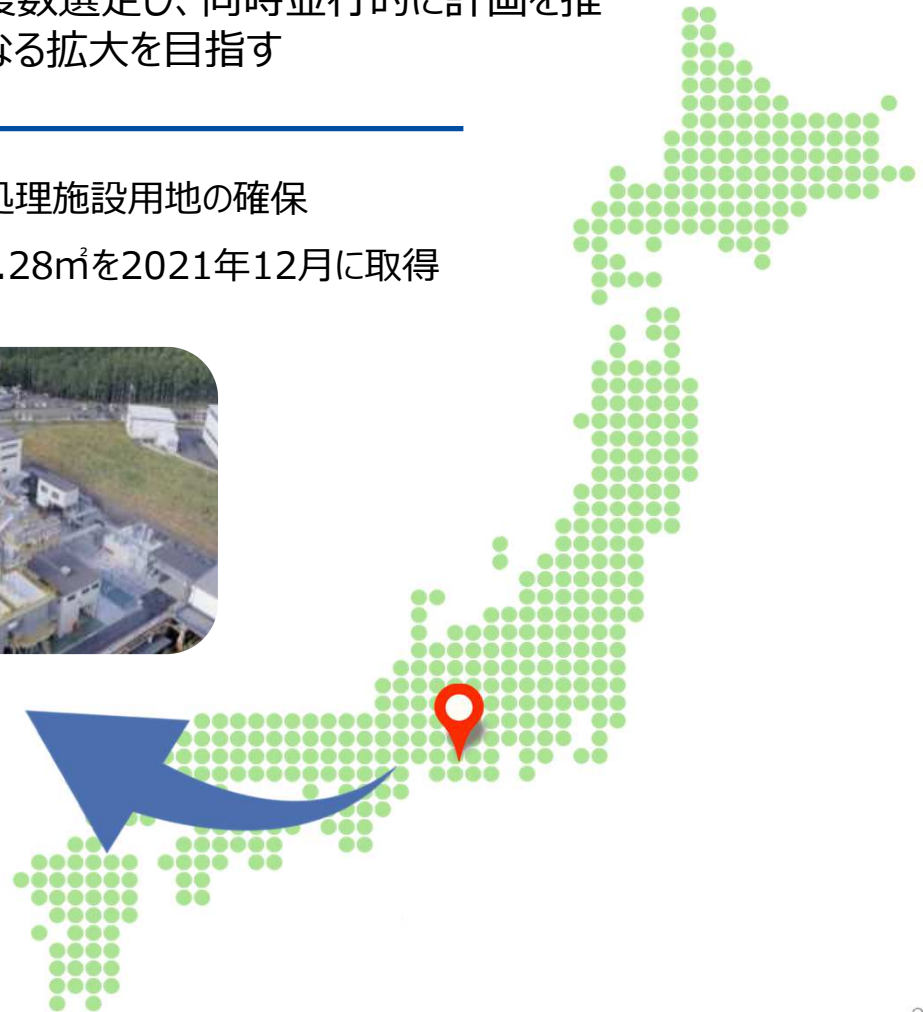 複数選定し、同時並行的に計画を推
なる拡大を目指す
処理施設用地の確保
.28㎡を2021年12月に取得